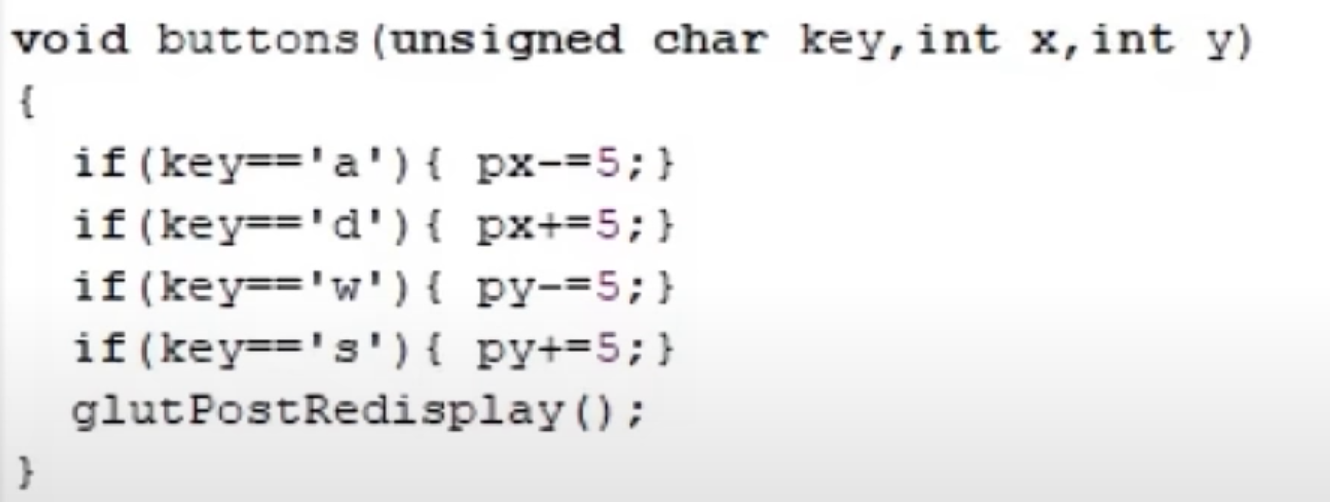 void buttons(unsigned char key,int x,int y)
{
  if(key=='a'){ px-=5;}
  if(key=='d'){ px+=5;}
  if(key=='w'){ py-=5;}
  if(key=='s'){ py+=5;}
  glutPostRedisplay();
}